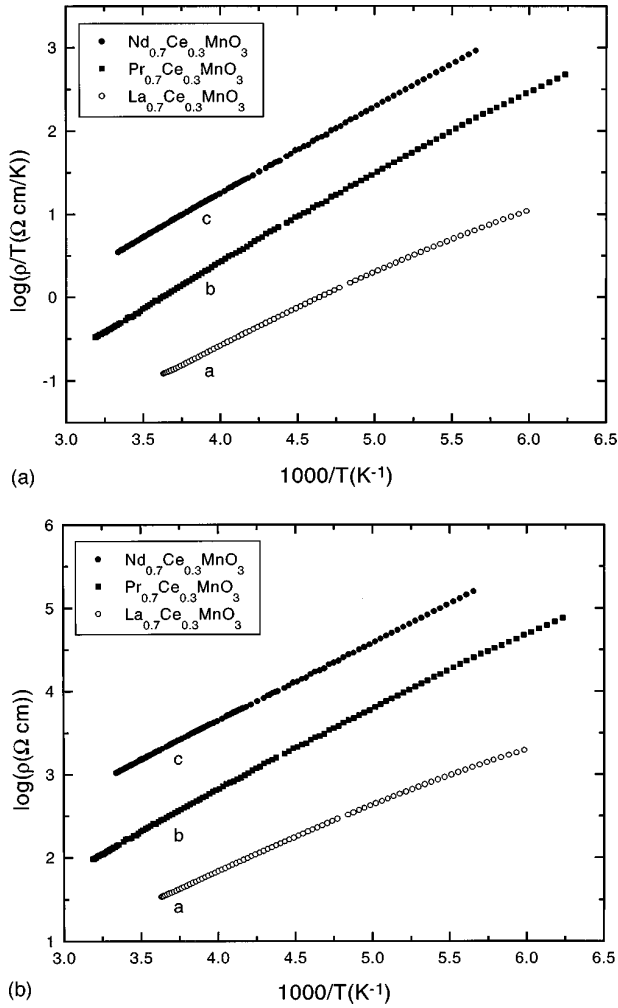 Nd0.7Ce0.3MnO3
Pr0.7Ce0.3MnO3
La0.7Ce0.3MnO3
log(ρ/T(Ω cm/K))
3
2
1
0
-1
c
b
a
3.0 3.5 4.0 4.5 5.0 5.5 6.0 6.5
(a)
1000/T(K-1)
Nd0.7Ce0.3MnO3
Pr0.7Ce0.3MnO3
La0.7Ce0.3MnO3
log(ρ(Ω cm))
6
5
4
3
2
1
c
b
a
3.0 3.5 4.0 4.5 5.0 5.5 6.0 6.5
(b)
1000/T(K-1)